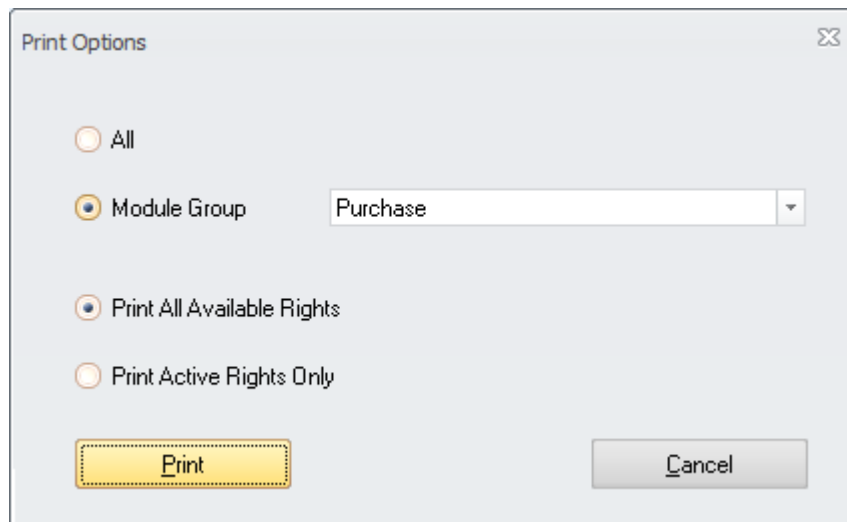 Print Options
All
Module Group Purchase
Print All Available Rights
Print Active Rights Only
Print Cancel